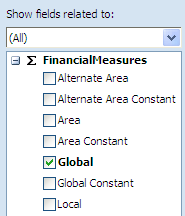 Show fields related to:
(All)
Σ FinancialMeasures
Alternate Area
Alternate Area Constant
Area
Area Constant
Global
Global Constant
Local